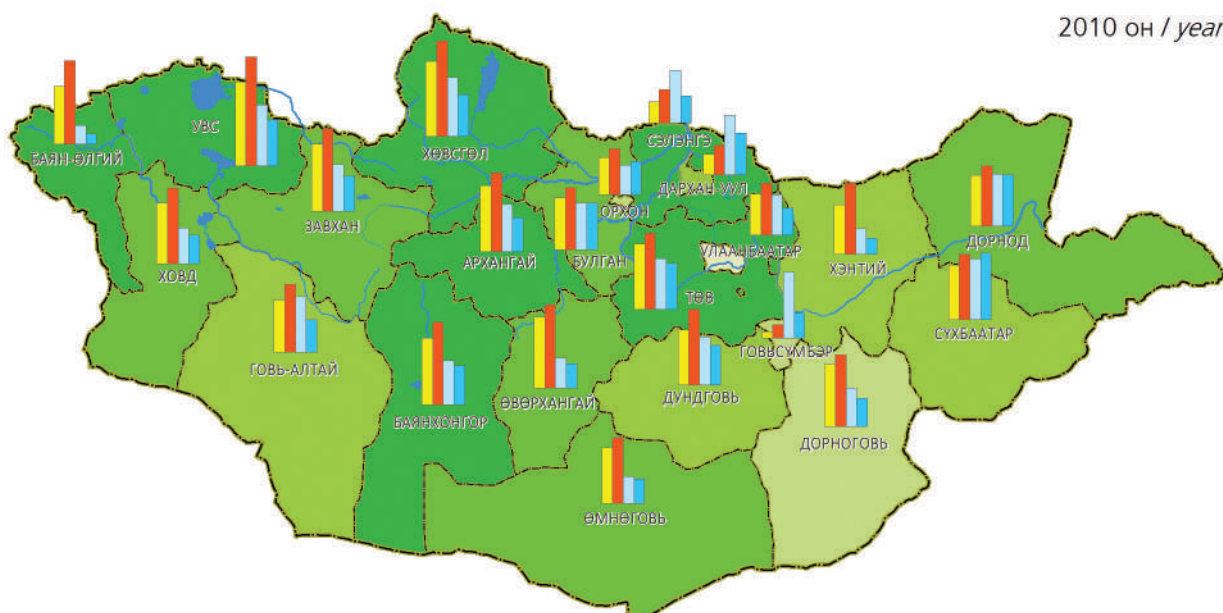 2010 он / year
ХӨВСГӨЛ
СЭЛЭНГЭ
УВС
БАЯН-ӨЛГИЙ
ДАРХАН-УУЛ
ОРХОН
ЗАВХАН
АРХАНГАЙ
БУЛГАН
УЛААНБААТАР
ХЭНТИЙ
ДОРНОД
ХОВД
ТӨВ
СҮХБААТАР
ГОВЬСҮМБЭР
ГОВЬ-АЛТАЙ
БАЯНХОНГОР
ӨВӨРХАНГАЙ
ДУНДГОВЬ
ДОРНОГОВЬ
ӨМНӨГОВЬ